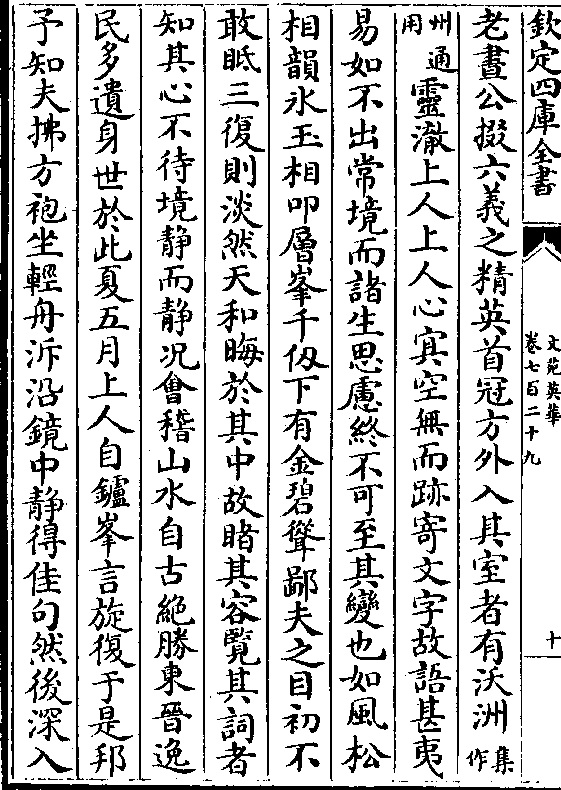 欽定四庫全書
文苑英華
卷七百二十九
十
老晝公掇六義之精英首冠方外入其室者有沃洲集作
州通用靈澈上人上人心冥空無而跡寄文字故語甚夷
易如不出常境而諸生思慮終不可至其變也如風松
相韻氷玉相叩層峯千仭下有金碧聳鄙夫之目初不
敢眂三復則淡然天和晦於其中故睹其容覽其詞者
知其心不待境静而静况會稽山水自古絶勝東晉逸
民多遺身世於此夏五月上人自鑪峯言旋復于是邦
予知夫拂方袍坐輕舟泝沿鏡中静得佳句然後深入